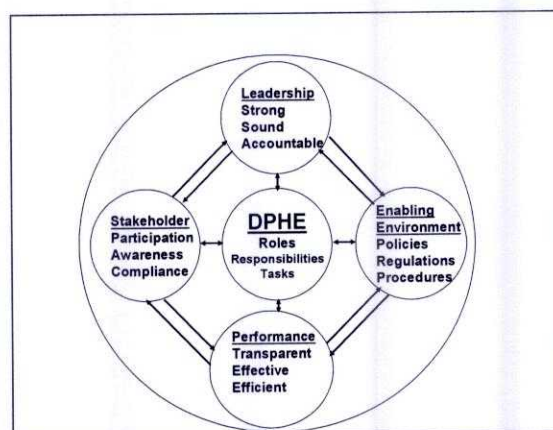 Leadership
Strong
Sound
Accountable
Stakeholder
Participation
Awareness
Compliance
DPHE
Roles
Responsibilities
Tasks
Enabling
Environment
Policies
Regulations
Procedures
Performance
Transparent
Effective
Efficient